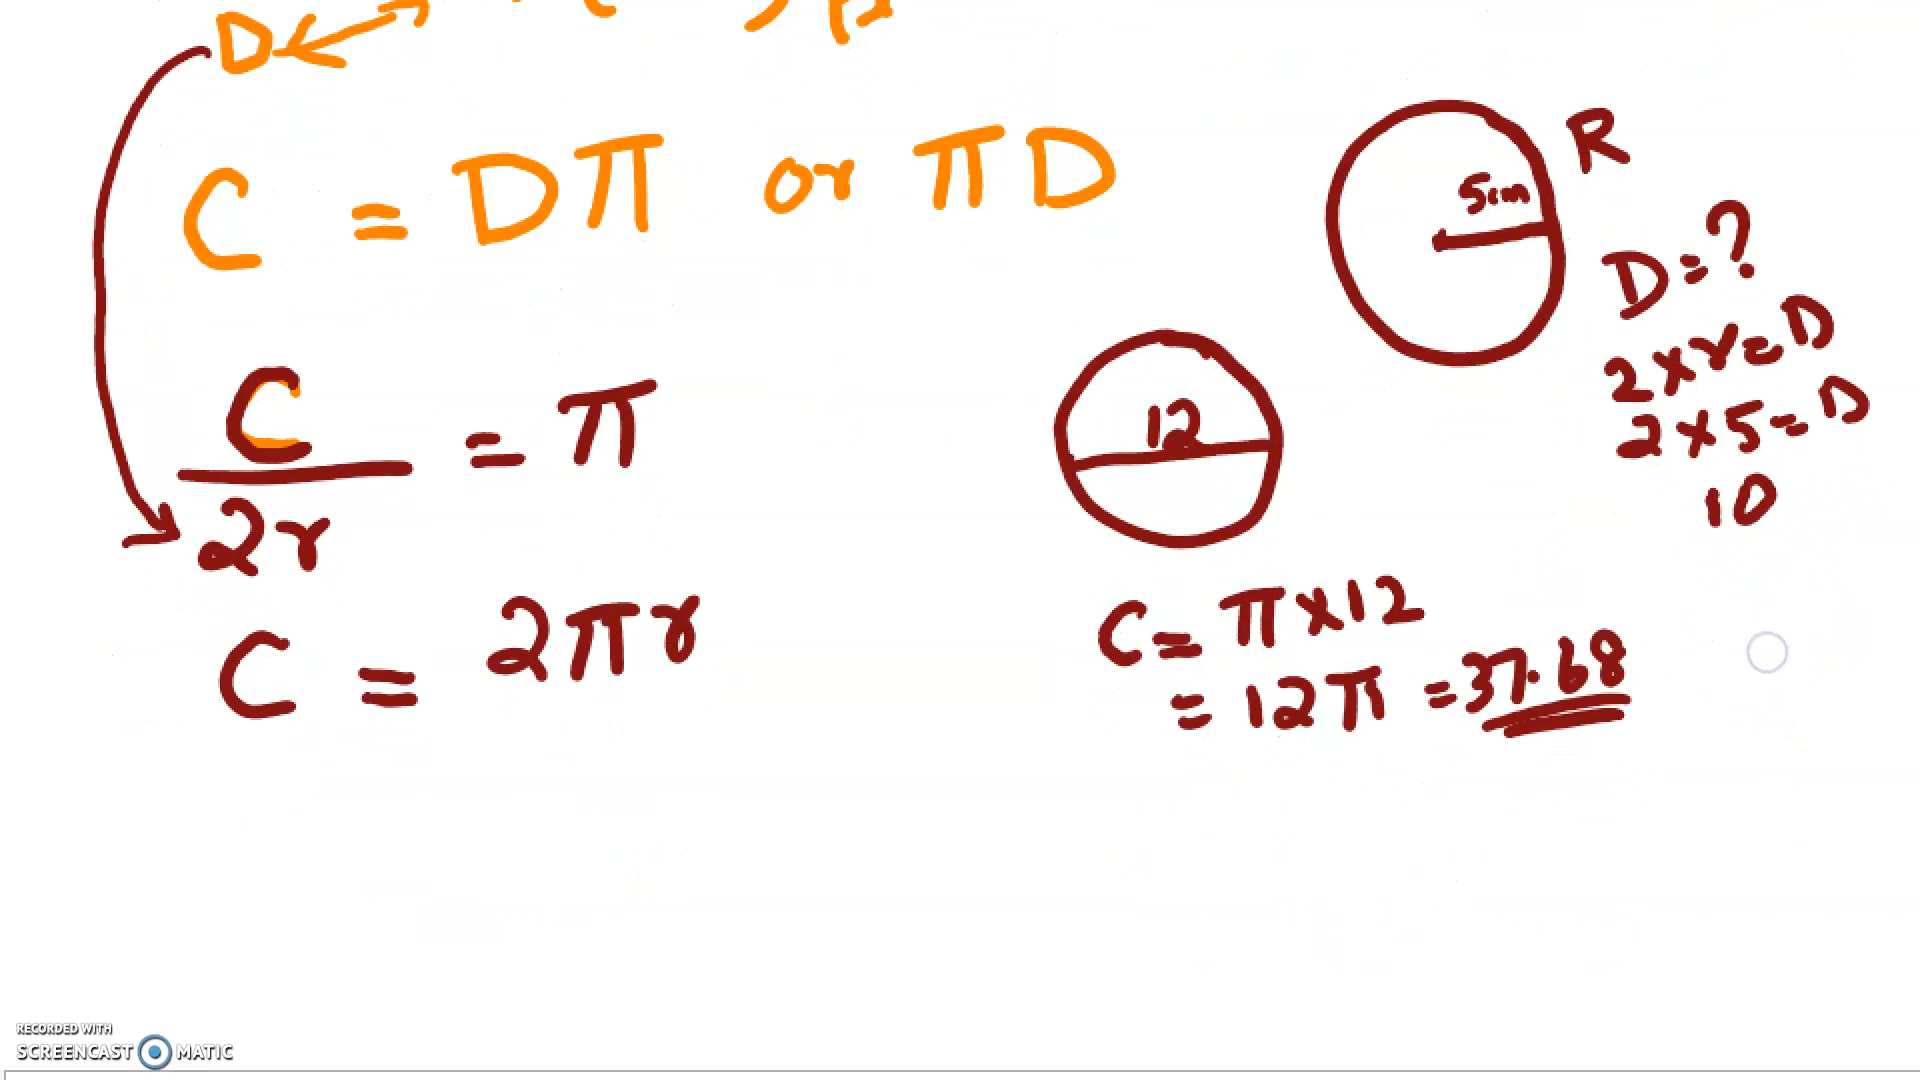 D
C = Dπ or πD
C
2r
= π
C = 2πr
5cm
R
D = ?
2 x r = D
2 x 5 = D
10
12
C = π x 12
= 12π = 37.68
RECORDED WITH
SCREENCAST MATIC